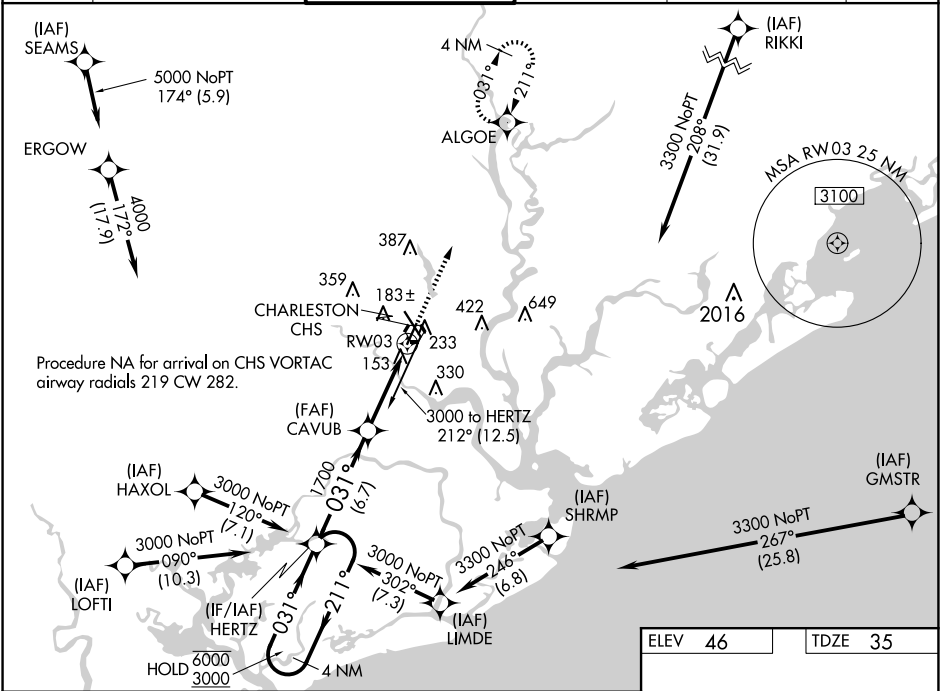 (IAF)
SEAMS
5000 NoPT
174° (5.9)
ERGOW
4000
172°
(17.9)
4 NM
031°
211°
ALGOE
(IAF)
RIKKI
3300 NoPT
208°
(31.9)
MSA RW03 25 NM
3100
387
359
183±
CHARLESTON
CHS
RW03
153
233
422
649
330
2016
Procedure NA for arrival on CHS VORTAC
airway radials 219 CW 282.
3000 to HERTZ
212° (12.5)
(FAF)
CAVUB
1700
031°
(6.7)
(IAF)
HAXOL
3000 NoPT
120°
(7.1)
3000 NoPT
090°
(10.3)
(IAF)
LOFTI
(IF/IAF)
HERTZ
031°
211°
HOLD 6000
3000
4 NM
3000 NoPT
302°
(7.3)
(IAF)
LIMDE
3300 NoPT
246°
(6.8)
(IAF)
SHRMP
(IAF)
GMSTR
3300 NoPT
267°
(25.8)
ELEV 46
TDZE 35